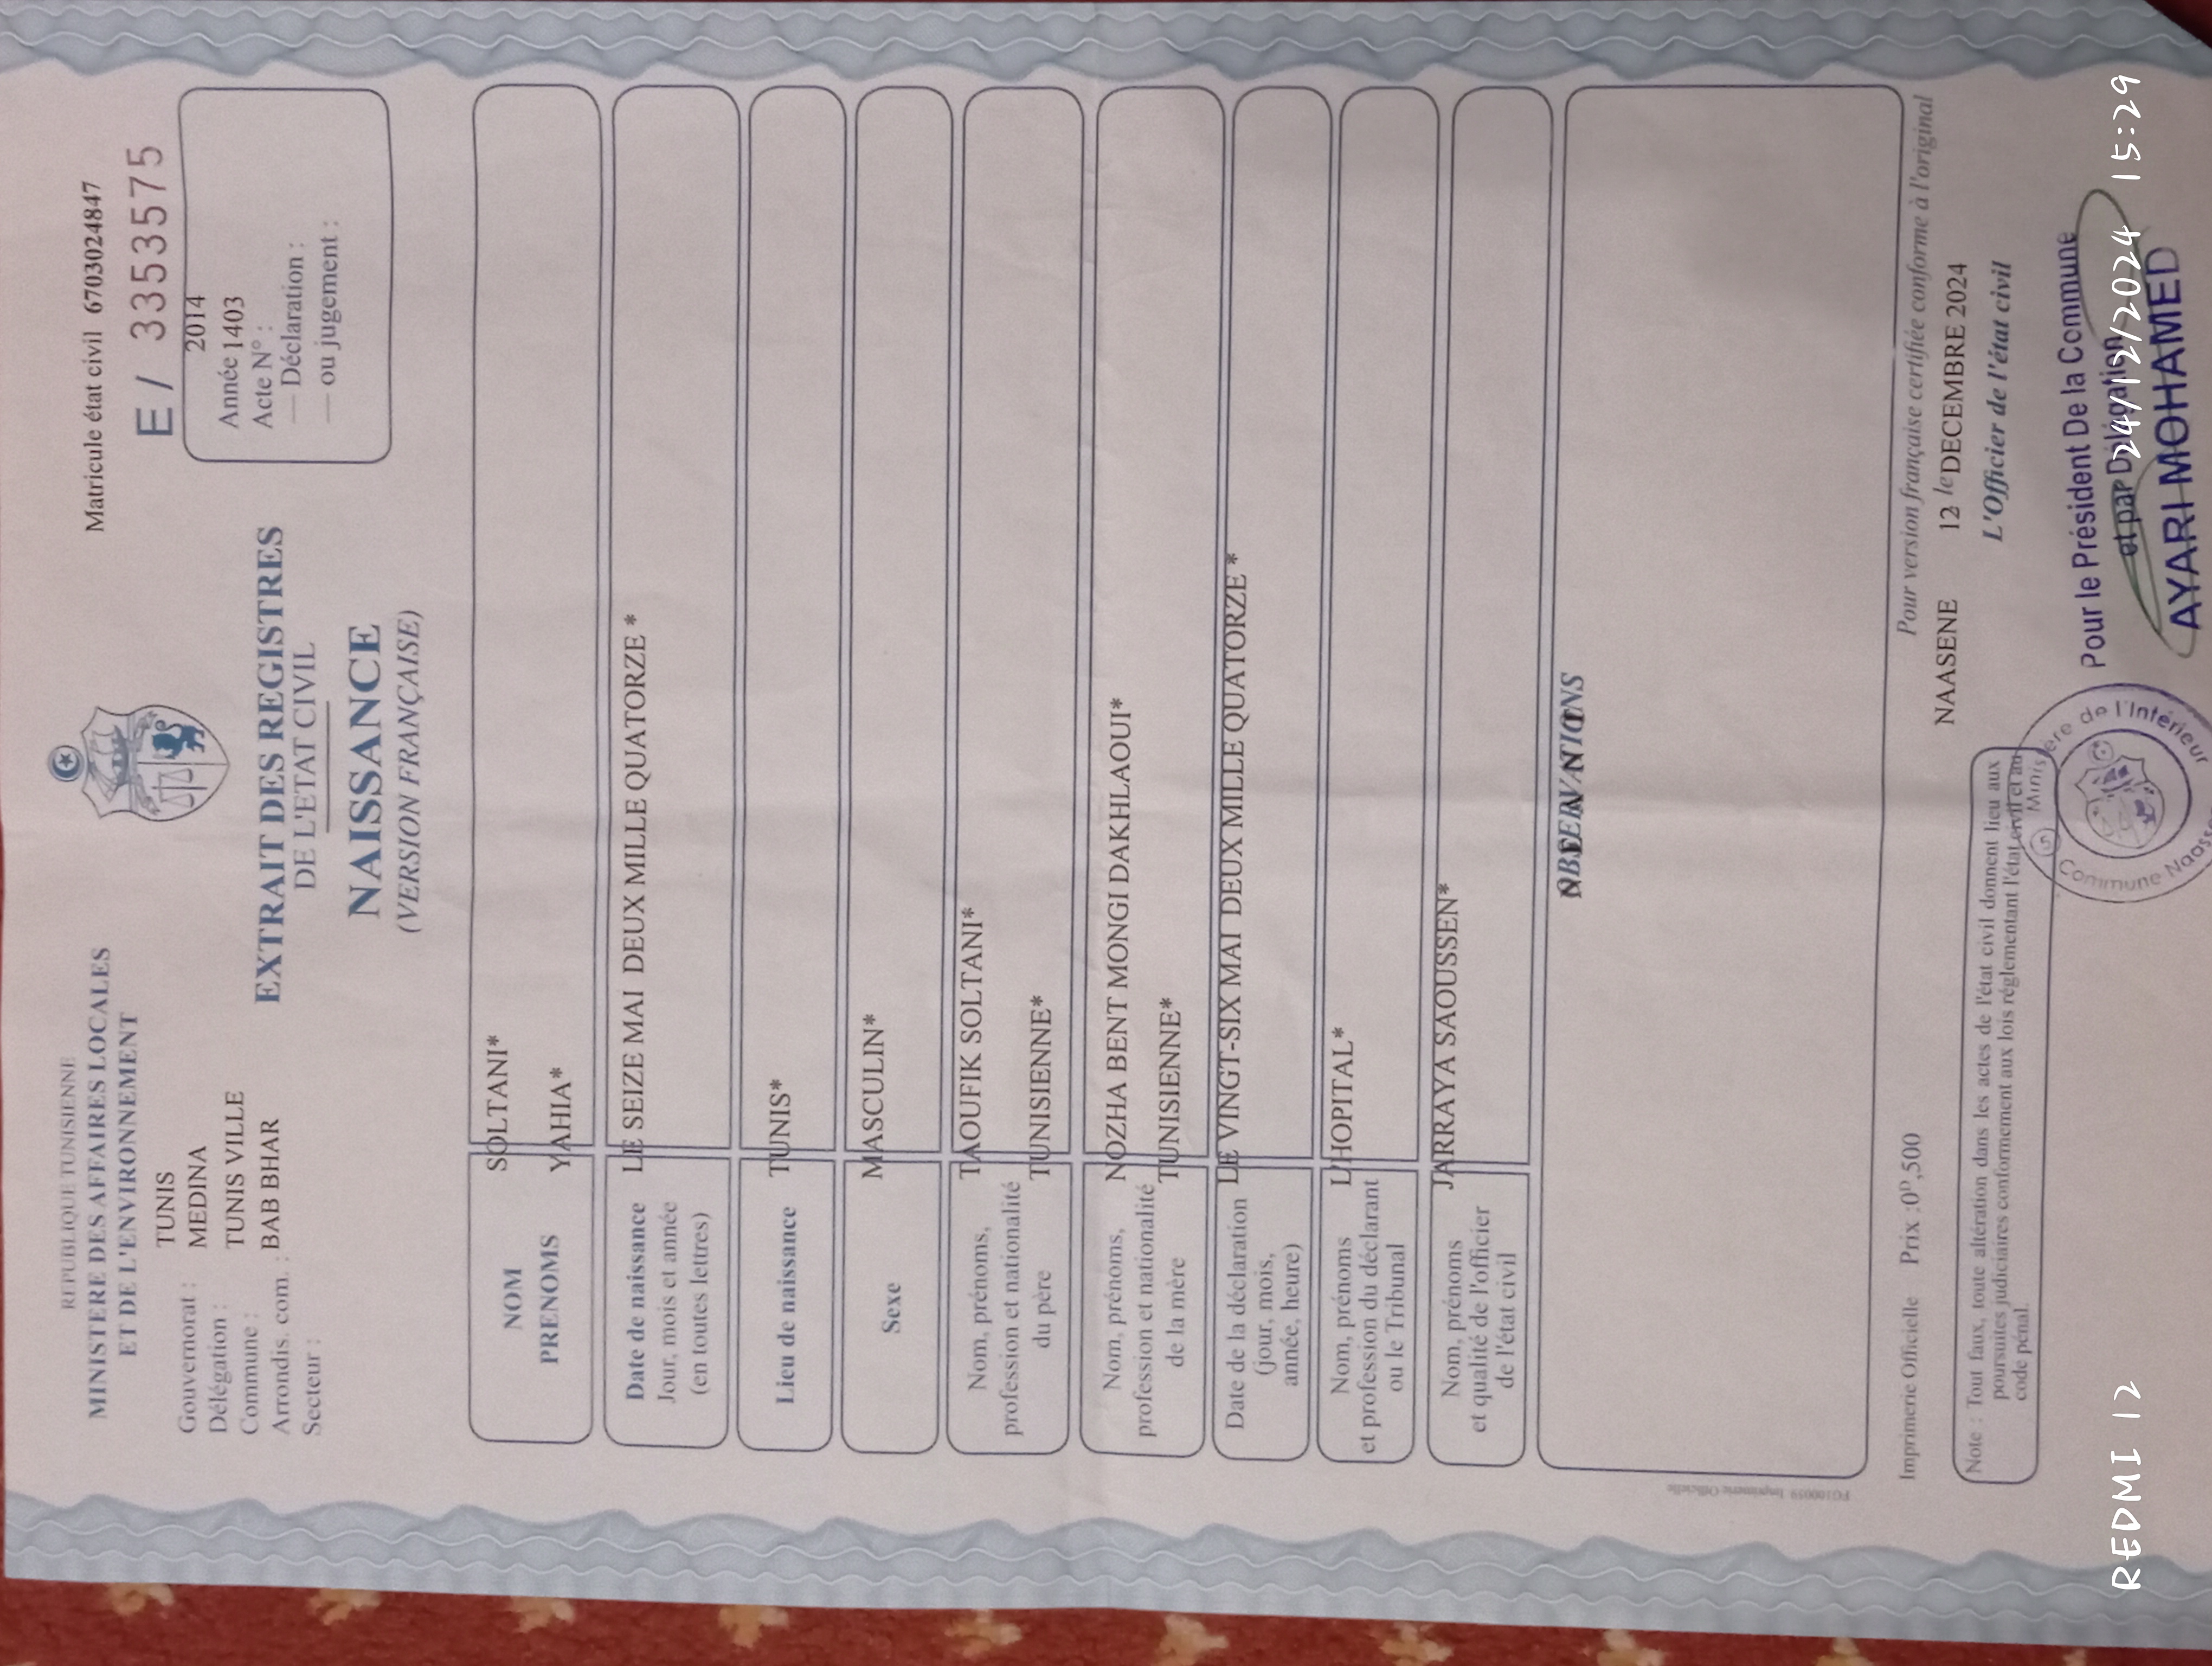 REPUBLIQUE TUNISIENNE
MINISTERE DES AFFAIRES LOCALES
ET DE L'ENVIRONNEMENT
Gouvernorat : TUNIS
Délégation : MEDINA
Commune : TUNIS VILLE
Arrondis. com. : BAB BHAR
Secteur :
Matricule état civil 6703024847
E / 3353575
2014
Année 1403
Acte N° :
— Déclaration :
— ou jugement :
EXTRAIT DES REGISTRES
DE L'ETAT CIVIL
NAISSANCE
(VERSION FRANÇAISE)
NOM SOLTANI*
PRENOMS YAHIA*
Date de naissance LE SEIZE MAI DEUX MILLE QUATORZE *
Jour, mois et année
(en toutes lettres)
Lieu de naissance TUNIS*
Sexe MASCULIN*
Nom, prénoms, TAOUFIK SOLTANI*
profession et nationalité
du père TUNISIENNE*
Nom, prénoms, NOZHA BENT MONGI DAKHLAOUI*
profession et nationalité
de la mère TUNISIENNE*
Date de la déclaration LE VINGT-SIX MAI DEUX MILLE QUATORZE *
(jour, mois,
année, heure)
Nom, prénoms L'HOPITAL*
et profession du déclarant
ou le Tribunal
Nom, prénoms JARRAYA SAOUSSEN*
et qualité de l'officier
de l'état civil
OBSERVATIONS
FG100059 Imprimerie Officielle
Imprimerie Officielle Prix :0ᴰ,500
Pour version française certifiée conforme à l'original
NAASENE 12 le DECEMBRE 2024
L'Officier de l'état civil
Note : Tout faux, toute altération dans les actes de l'état civil donnent lieu aux
poursuites judiciaires conformement aux lois réglementant l'état civil et au
code pénal.
Pour le Président De la Commune
et par Délégation
AYARI MOHAMED
Ministère de l'Intérieur
Commune
REDMI 12
24/12/2024 15:29